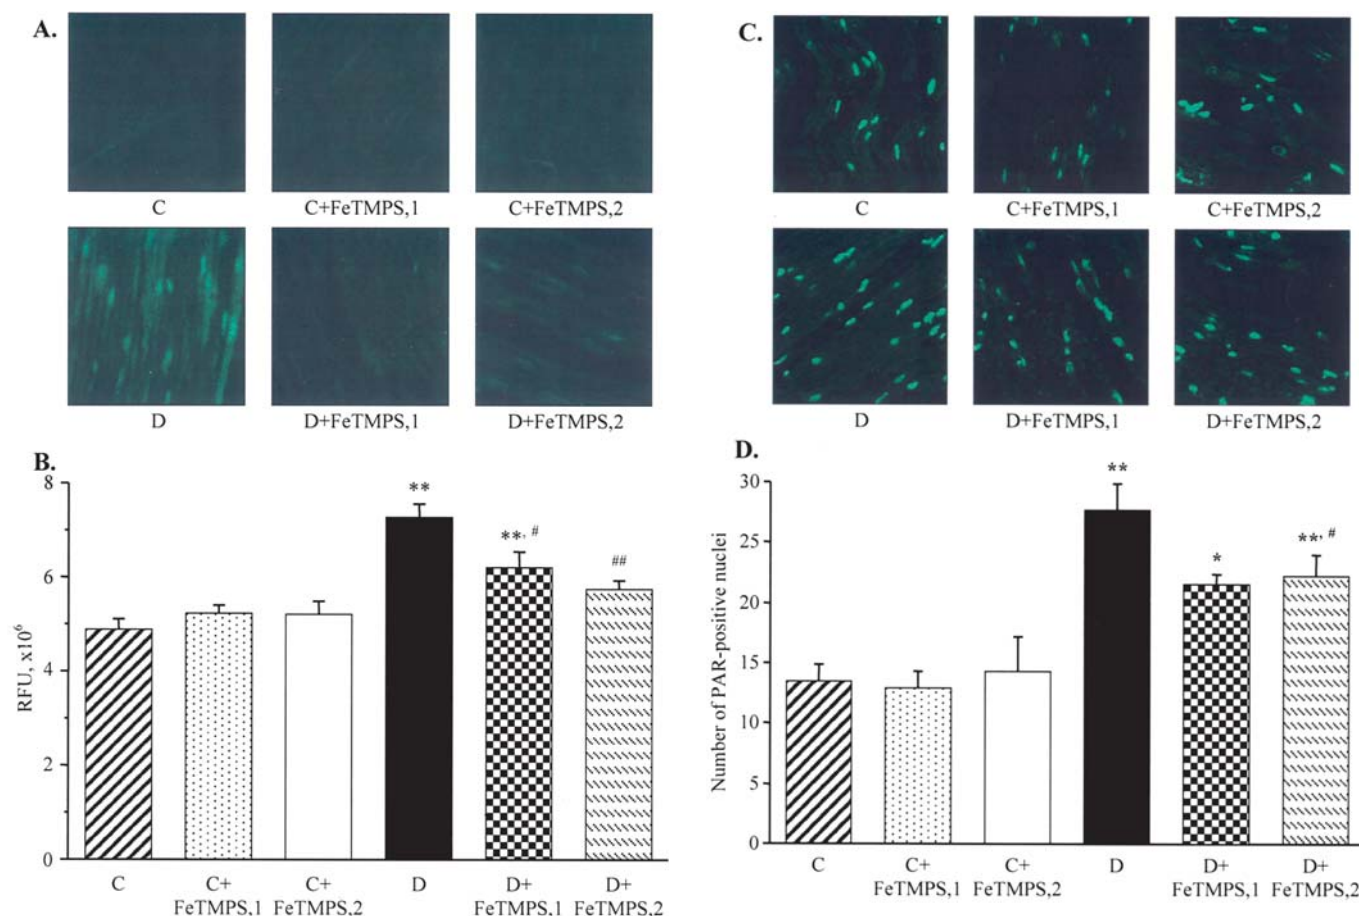 A.
C
C+FeTMPS,1
C+FeTMPS,2
D
D+FeTMPS,1
D+FeTMPS,2
B.
RFU, x10⁶
8
6
4
2
0
**
**, #
##
C
C+
FeTMPS,1
C+
FeTMPS,2
D
D+
FeTMPS,1
D+
FeTMPS,2
C.
C
C+FeTMPS,1
C+FeTMPS,2
D
D+FeTMPS,1
D+FeTMPS,2
D.
Number of PAR-positive nuclei
30
25
20
15
10
5
0
**
*
**, #
C
C+
FeTMPS,1
C+
FeTMPS,2
D
D+
FeTMPS,1
D+
FeTMPS,2